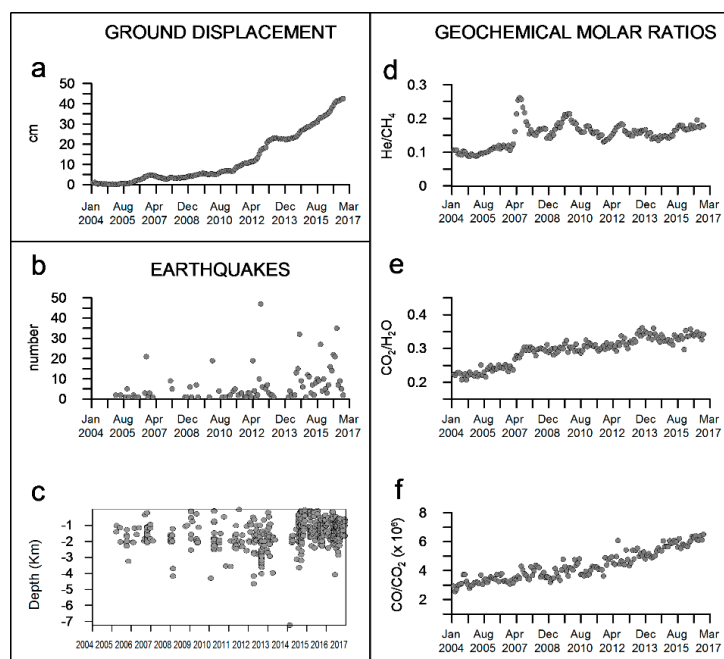 GROUND DISPLACEMENT
a
50
40
30
20
10
0
cm
Jan Aug Apr Dec Aug Apr Dec Aug Mar
2004 2005 2007 2008 2010 2012 2013 2015 2017
b
EARTHQUAKES
50
40
30
20
10
0
number
Jan Aug Apr Dec Aug Apr Dec Aug Mar
2004 2005 2007 2008 2010 2012 2013 2015 2017
c
-1
-2
-3
-4
-5
-6
-7
Depth (Km)
2004 2005 2006 2007 2008 2009 2010 2011 2012 2013 2014 2015 2016 2017
GEOCHEMICAL MOLAR RATIOS
d
0.3
0.2
0.1
0
He/CH₄
Jan Aug Apr Dec Aug Apr Dec Aug Mar
2004 2005 2007 2008 2010 2012 2013 2015 2017
e
0.4
0.3
0.2
CO₂/H₂O
Jan Aug Apr Dec Aug Apr Dec Aug Mar
2004 2005 2007 2008 2010 2012 2013 2015 2017
f
8
6
4
2
CO/CO₂ (x 10⁶)
Jan Aug Apr Dec Aug Apr Dec Aug Mar
2004 2005 2007 2008 2010 2012 2013 2015 2017